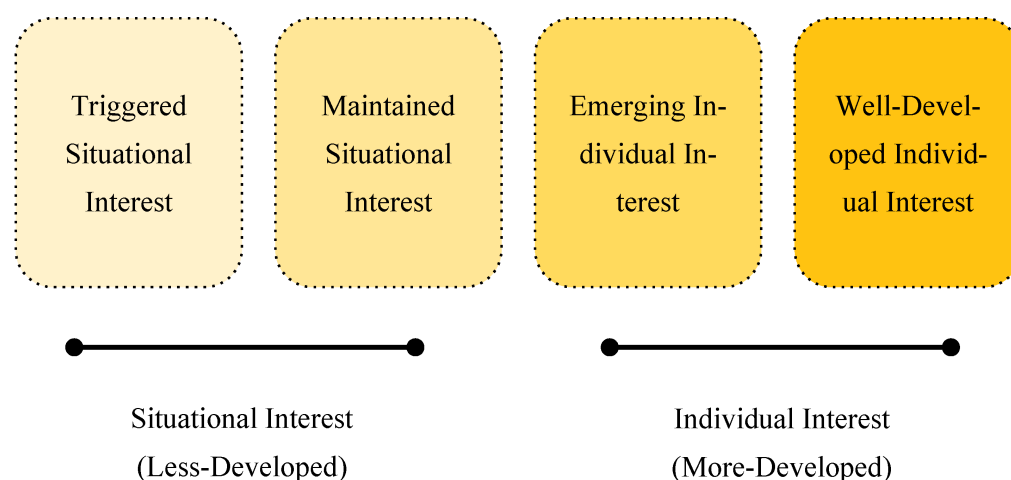 Triggered
Situational
Interest
Maintained
Situational
Interest
Emerging In-
dividual In-
terest
Well-Devel-
oped Individ-
ual Interest
Situational Interest
(Less-Developed)
Individual Interest
(More-Developed)